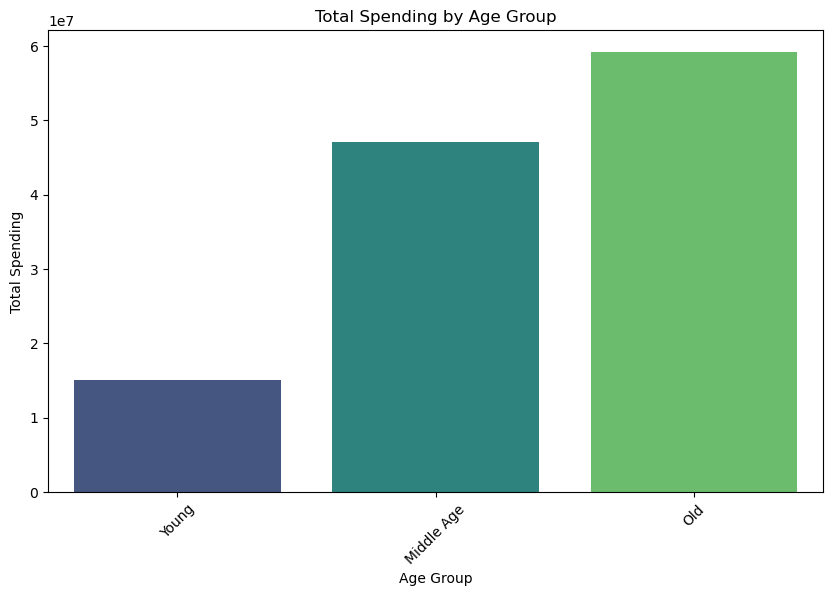 Total Spending by Age Group
1e7
6
5
4
3
2
1
0
Total Spending
Young
Middle Age
Old
Age Group